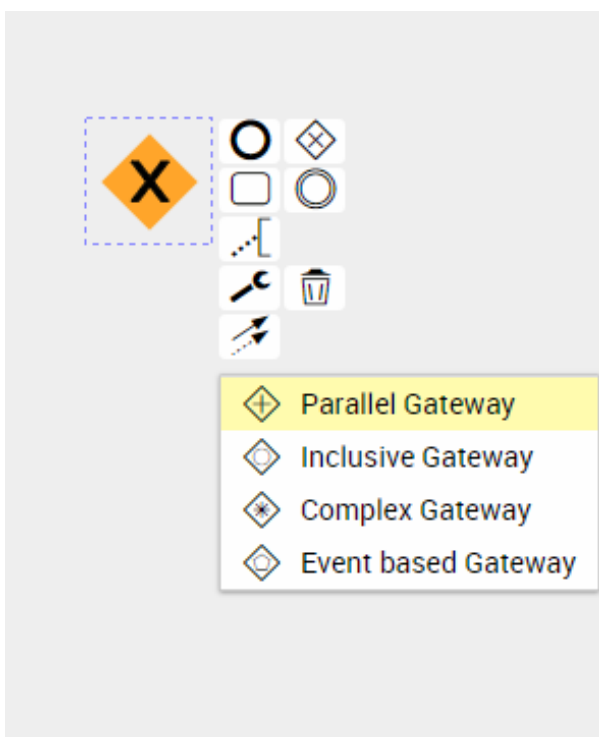 X
Parallel Gateway
Inclusive Gateway
Complex Gateway
Event based Gateway